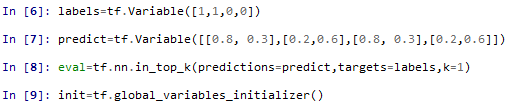 In [6]: labels=tf.Variable([1,1,0,0])
In [7]: predict=tf.Variable([[0.8, 0.3],[0.2,0.6],[0.8, 0.3],[0.2,0.6]])
In [8]: eval=tf.nn.in_top_k(predictions=predict,targets=labels,k=1)
In [9]: init=tf.global_variables_initializer()